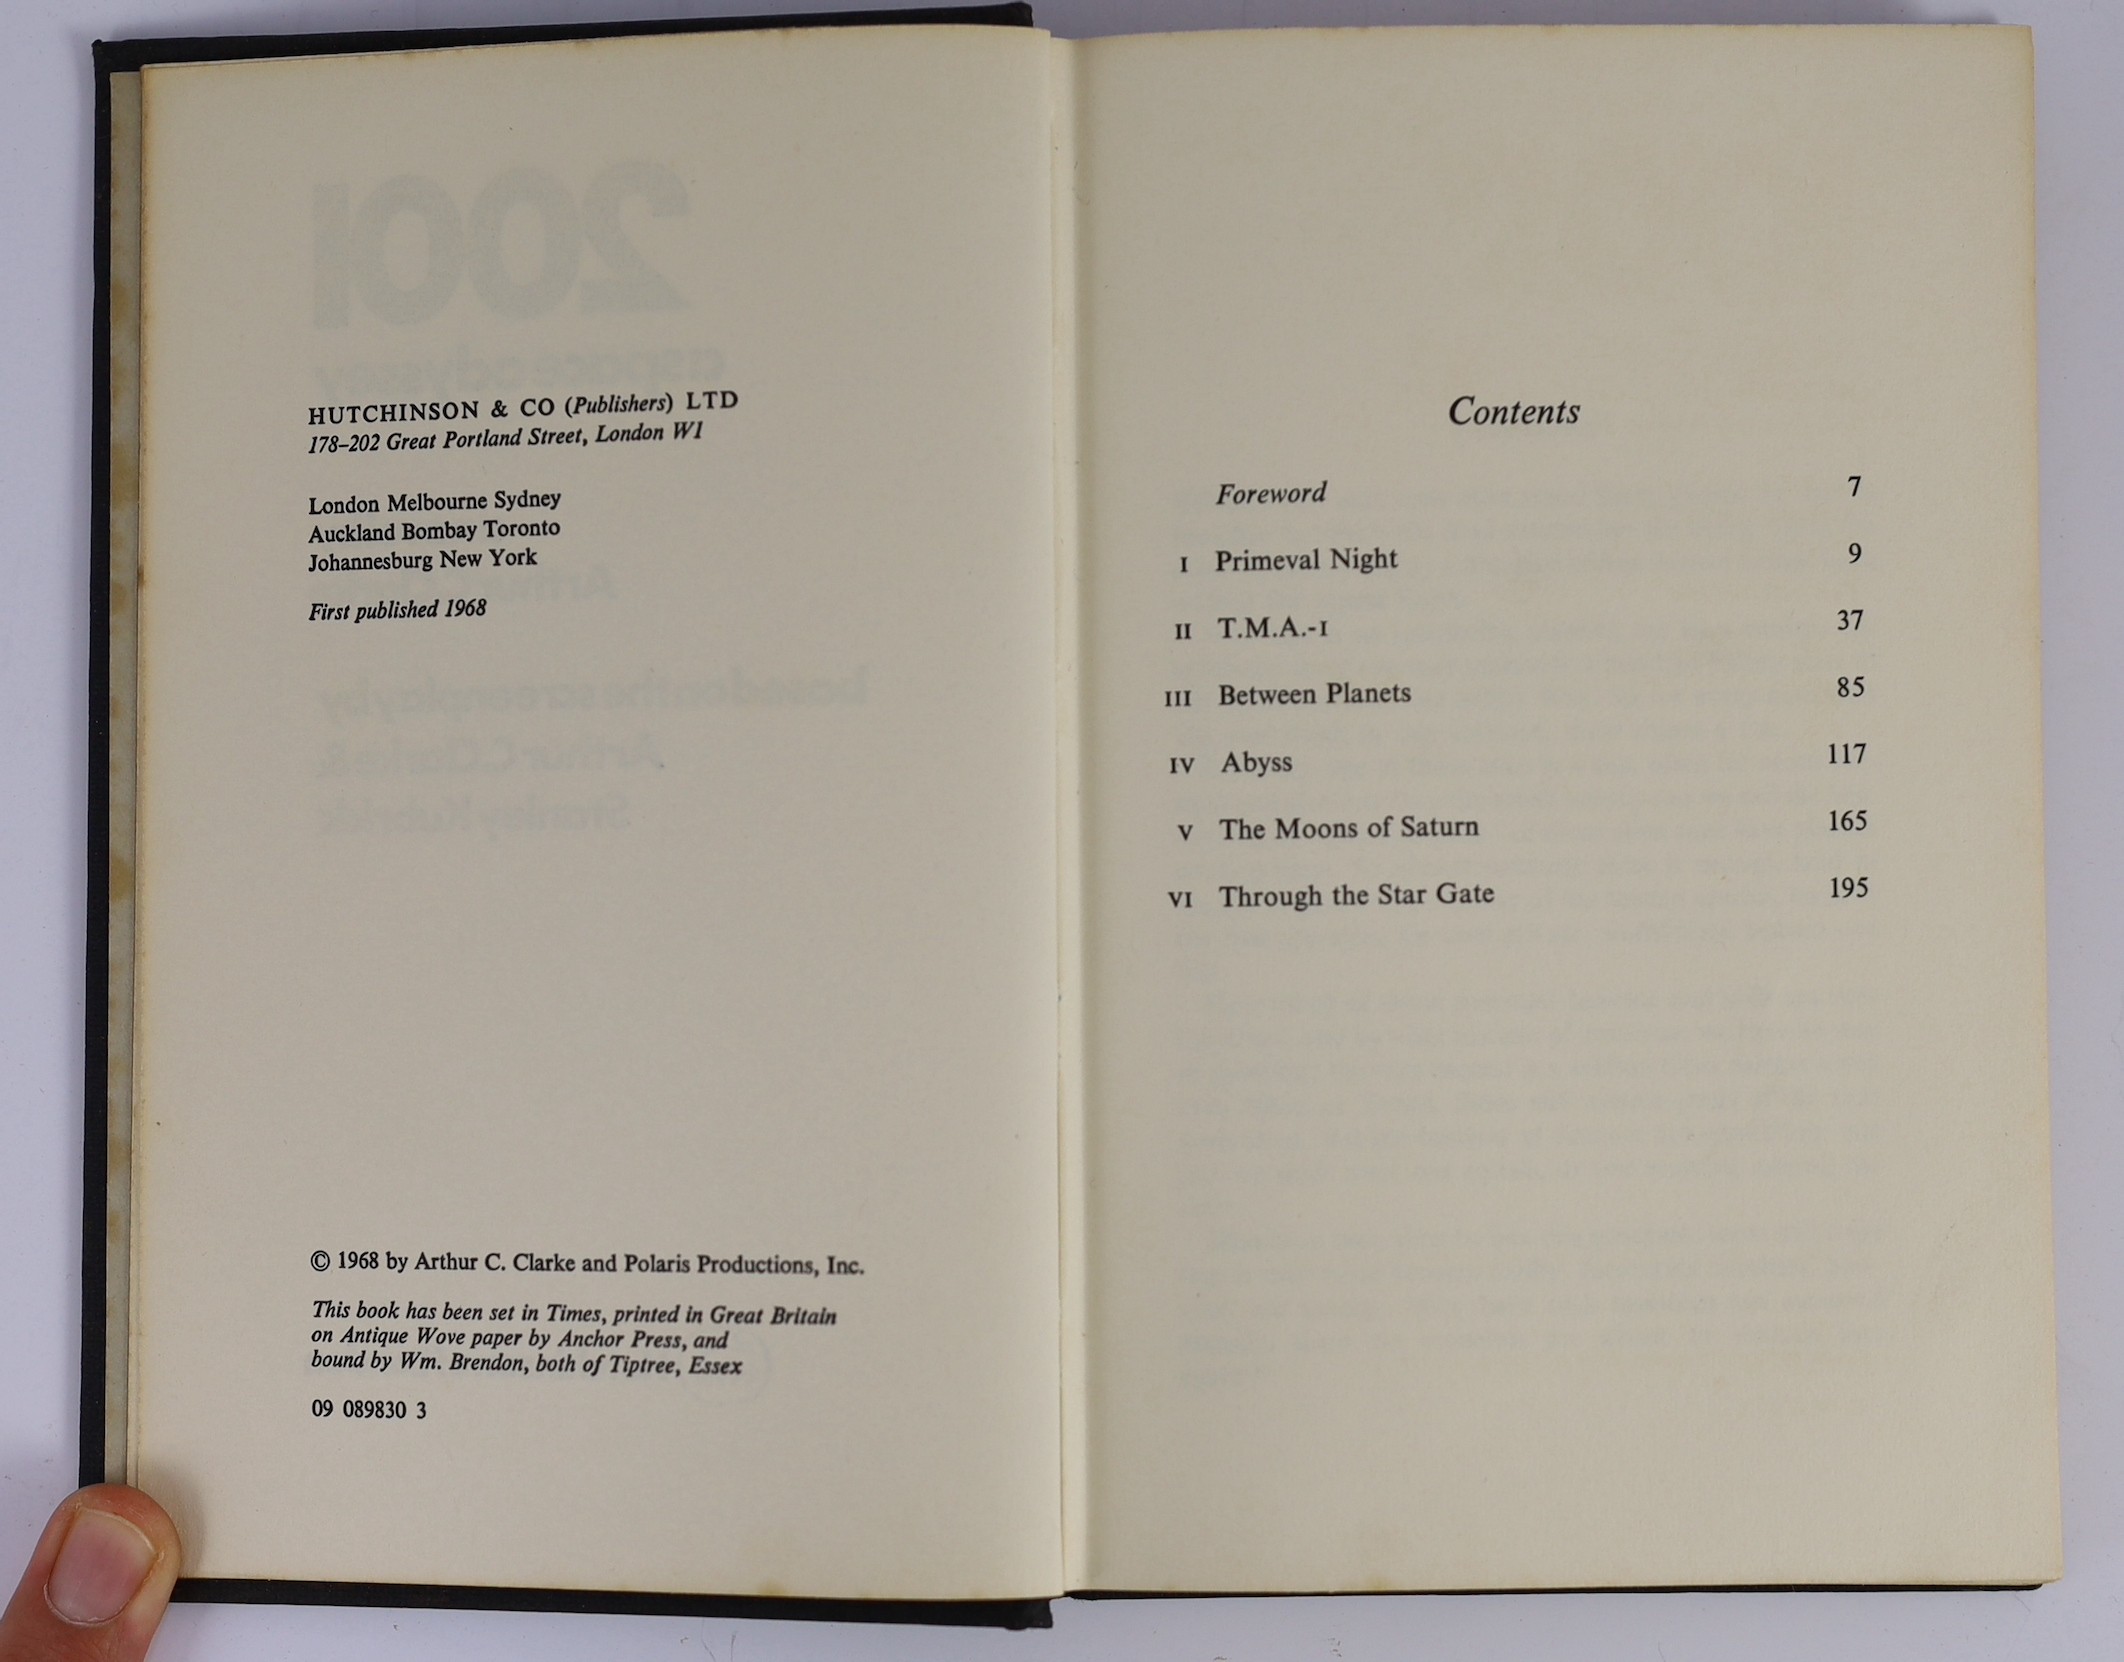 HUTCHINSON & CO (Publishers) LTD
178–202 Great Portland Street, London W1
London Melbourne Sydney
Auckland Bombay Toronto
Johannesburg New York
First published 1968
© 1968 by Arthur C. Clarke and Polaris Productions, Inc.
This book has been set in Times, printed in Great Britain
on Antique Wove paper by Anchor Press, and
bound by Wm. Brendon, both of Tiptree, Essex
09 089830 3
Contents
Foreword 7
I Primeval Night 9
II T.M.A.-I 37
III Between Planets 85
IV Abyss 117
V The Moons of Saturn 165
VI Through the Star Gate 195